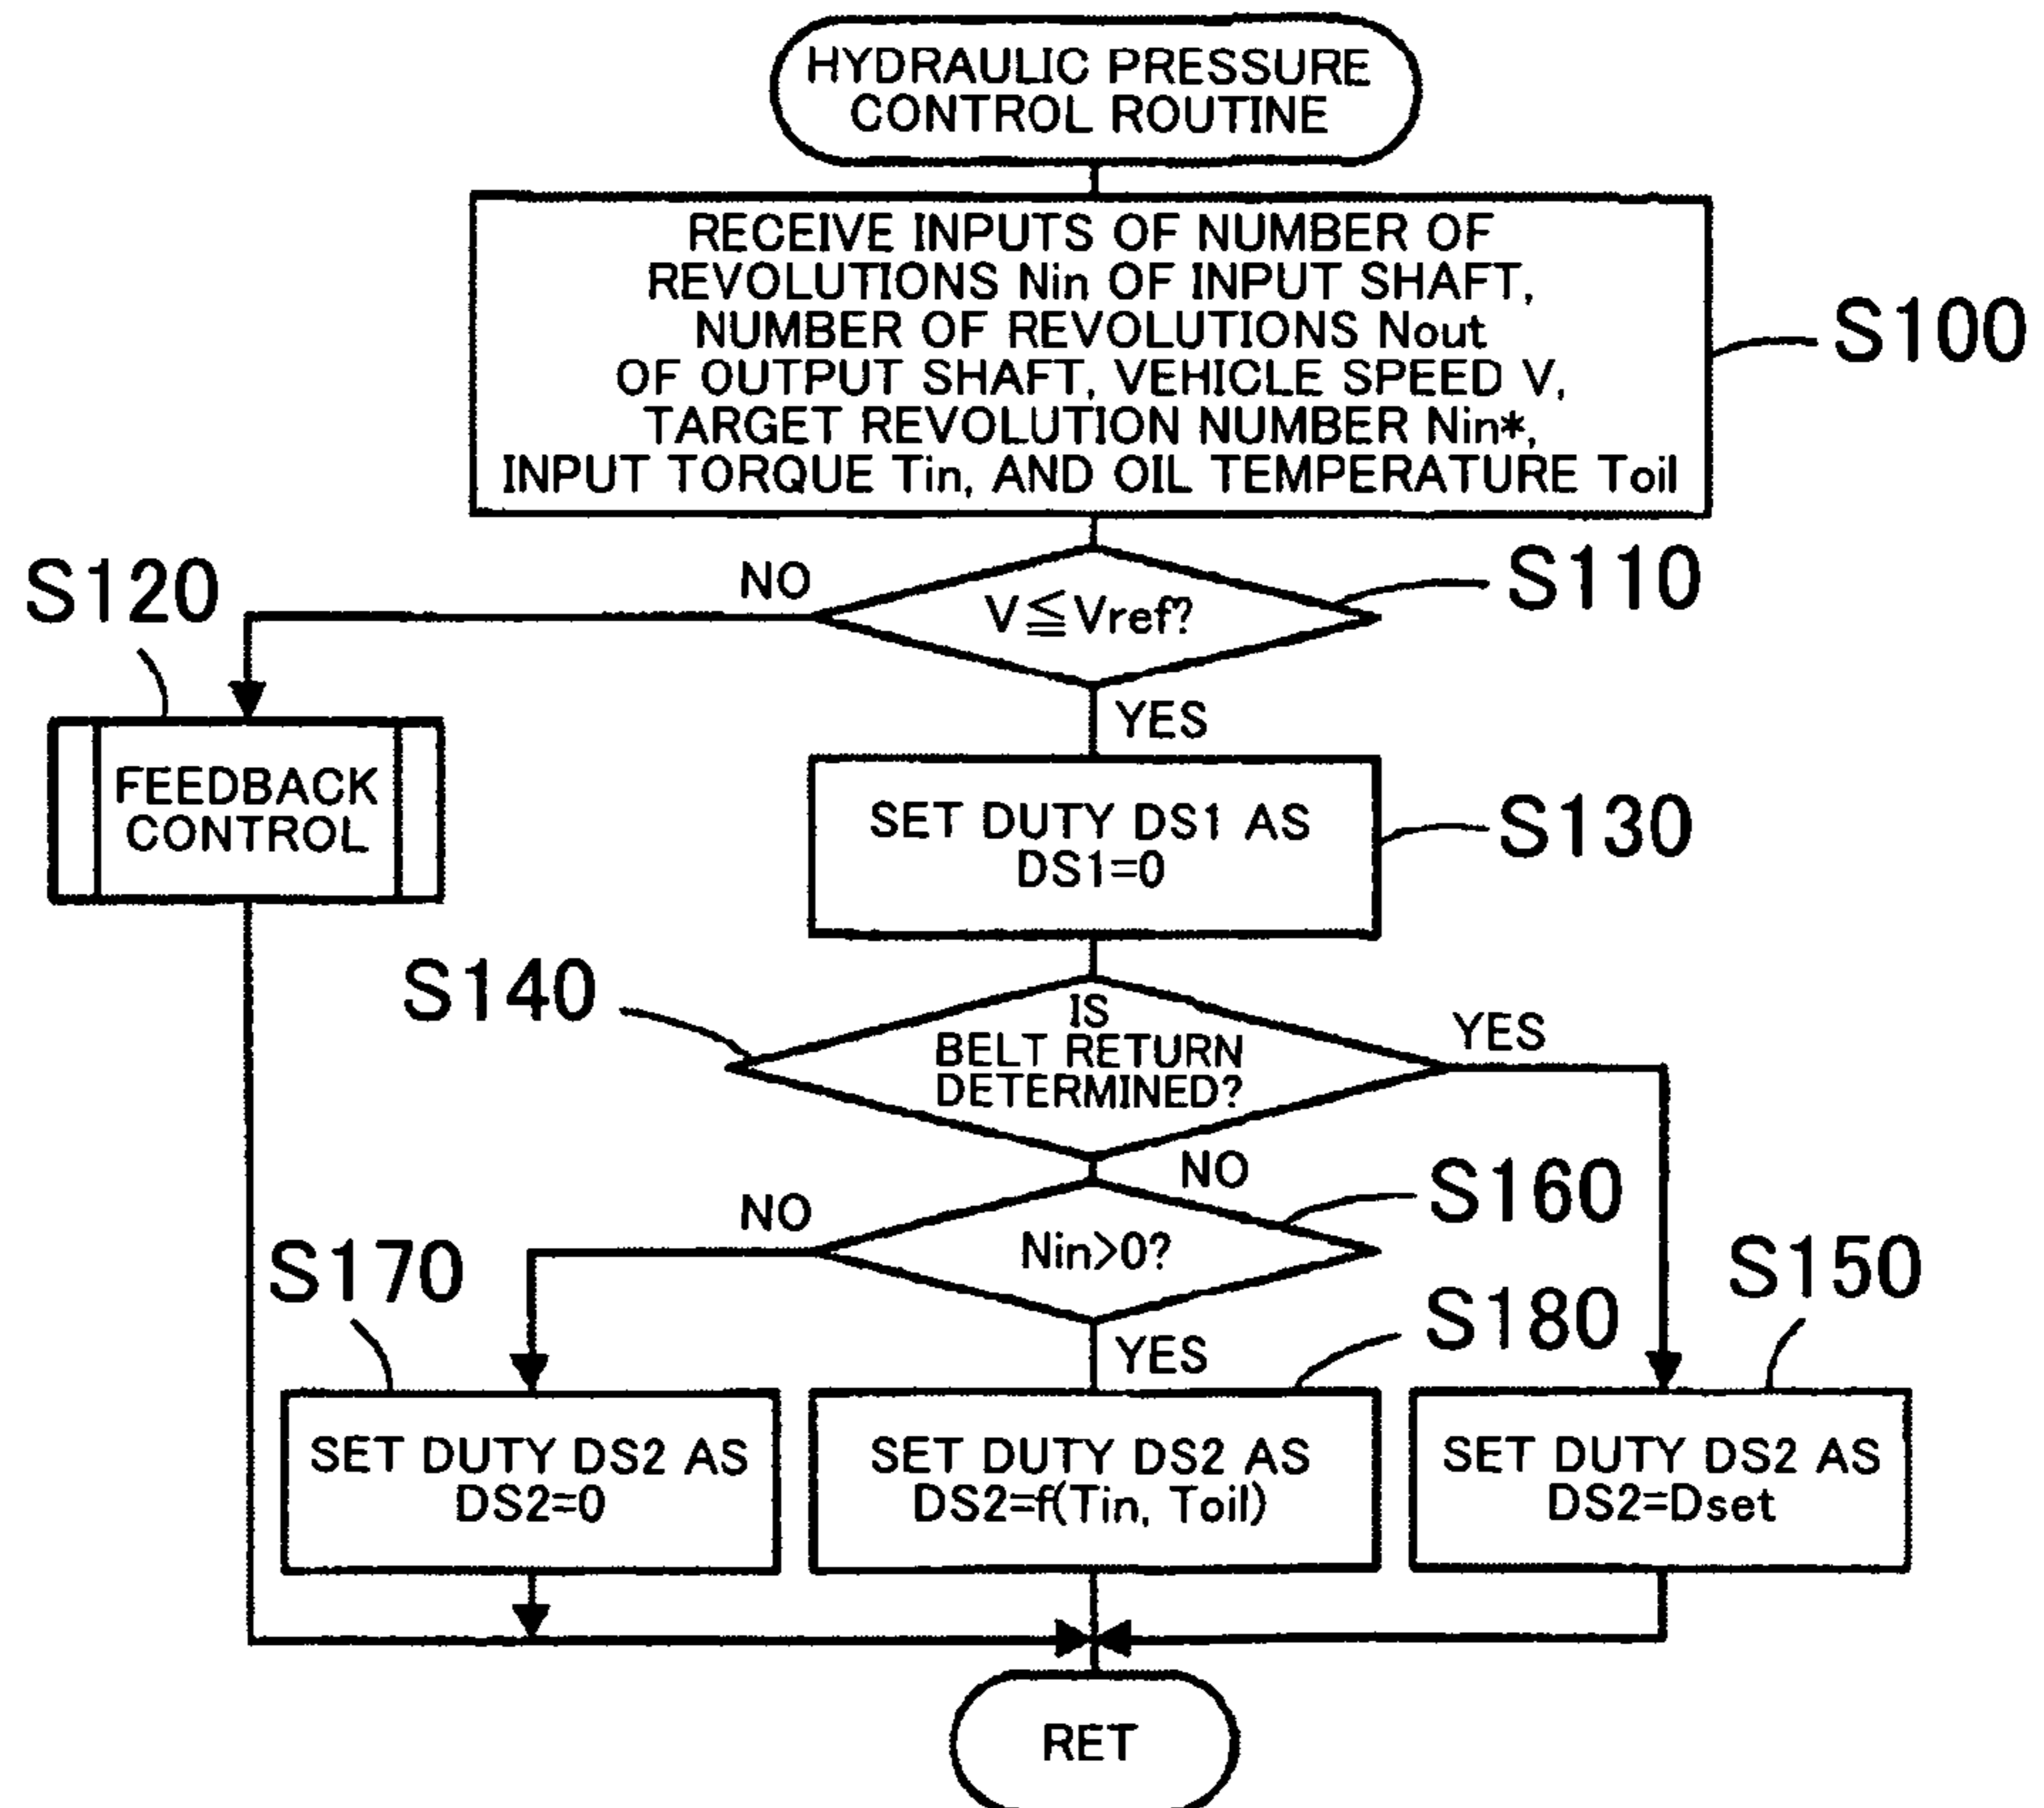 HYDRAULIC PRESSURE
CONTROL ROUTINE
RECEIVE INPUTS OF NUMBER OF
REVOLUTIONS Nin OF INPUT SHAFT,
NUMBER OF REVOLUTIONS Nout
OF OUTPUT SHAFT, VEHICLE SPEED V,
TARGET REVOLUTION NUMBER Nin*,
INPUT TORQUE Tin, AND OIL TEMPERATURE Toil
S100
S110
V≦Vref?
NO
YES
S120
FEEDBACK
CONTROL
S130
SET DUTY DS1 AS
DS1=0
S140
IS
BELT RETURN
DETERMINED?
YES
NO
S160
Nin>0?
NO
YES
S170
SET DUTY DS2 AS
DS2=0
S180
SET DUTY DS2 AS
DS2=f(Tin, Toil)
S150
SET DUTY DS2 AS
DS2=Dset
RET